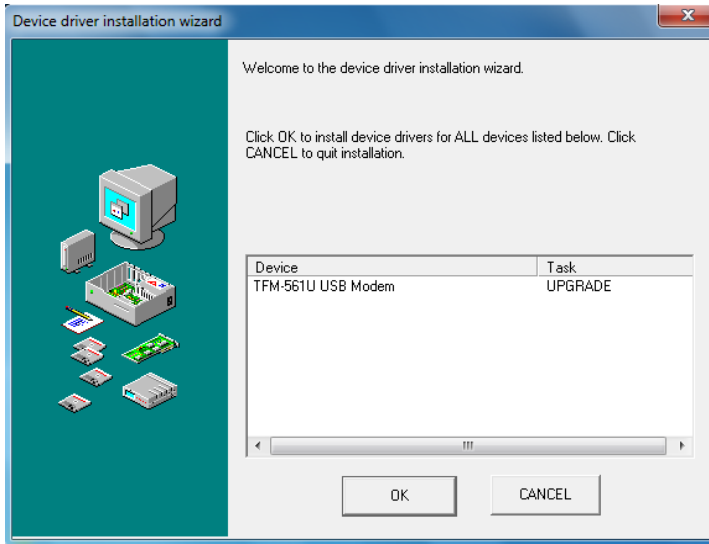 Device driver installation wizard
Welcome to the device driver installation wizard.
Click OK to install device drivers for ALL devices listed below. Click
CANCEL to quit installation.
Device Task
TFM-561U USB Modem UPGRADE
OK CANCEL